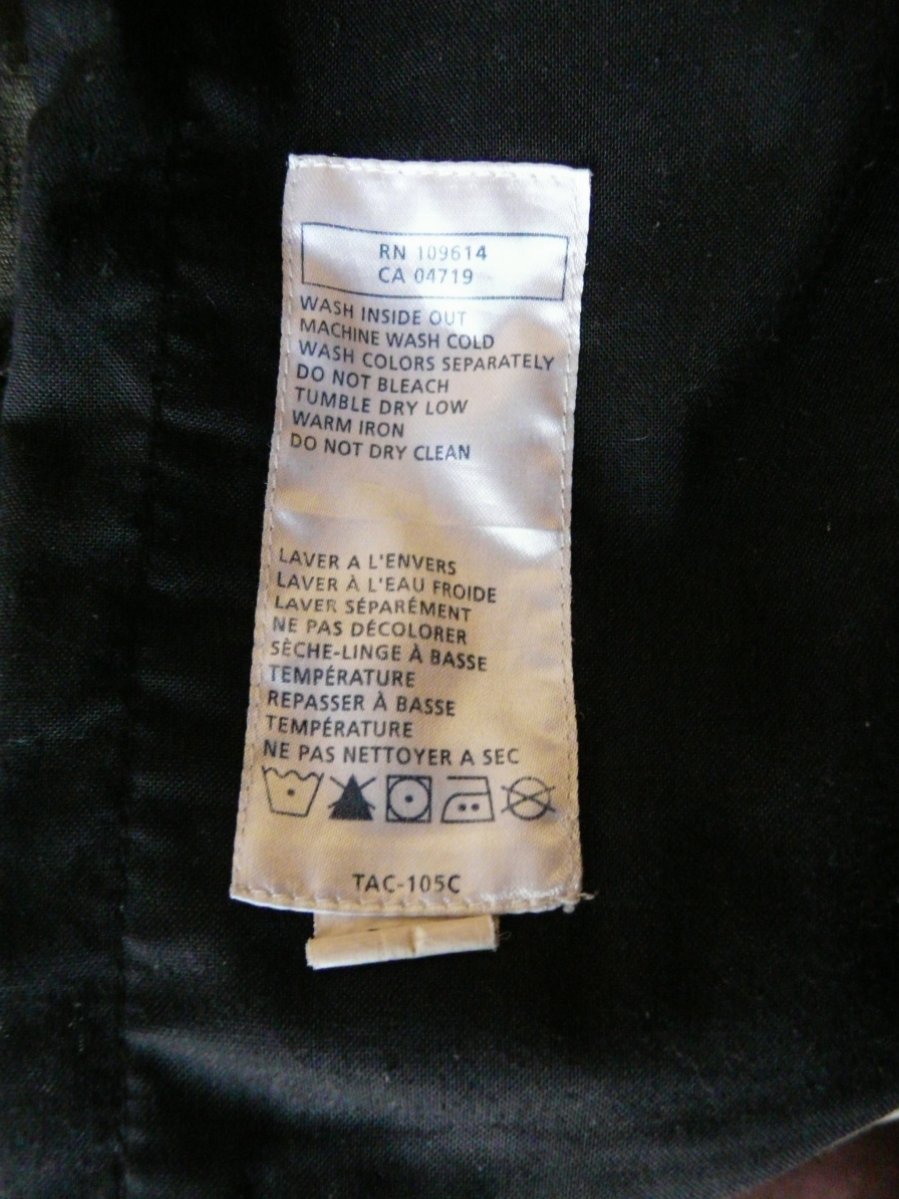 RN 109614
CA 04719
WASH INSIDE OUT
MACHINE WASH COLD
WASH COLORS SEPARATELY
DO NOT BLEACH
TUMBLE DRY LOW
WARM IRON
DO NOT DRY CLEAN
LAVER A L'ENVERS
LAVER À L'EAU FROIDE
LAVER SÉPARÉMENT
NE PAS DÉCOLORER
SÈCHE-LINGE À BASSE
TEMPÉRATURE
REPASSER À BASSE
TEMPÉRATURE
NE PAS NETTOYER A SEC
TAC-105C